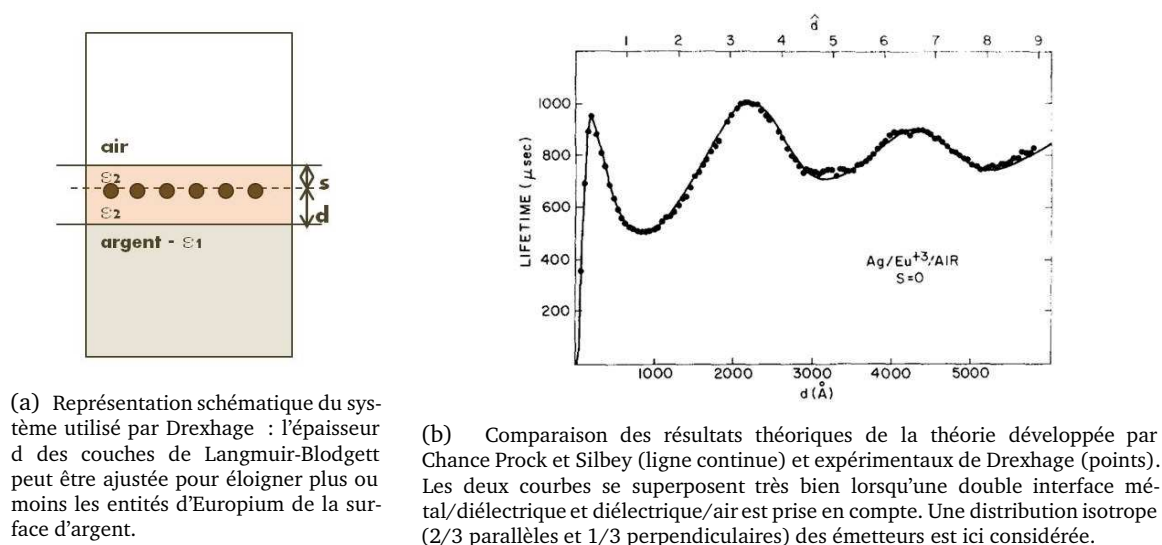 air
ε2
s
ε2
d
argent - ε1
(a) Représentation schématique du sys-
tème utilisé par Drexhage : l'épaisseur
d des couches de Langmuir-Blodgett
peut être ajustée pour éloigner plus ou
moins les entités d'Europium de la sur-
face d'argent.
d̂
1 2 3 4 5 6 7 8 9
LIFETIME (μsec)
1000
800
600
400
200
Ag/Eu+3/AIR
S=0
1000 2000 3000 4000 5000
d(Å)
(b) Comparaison des résultats théoriques de la théorie développée par
Chance Prock et Silbey (ligne continue) et expérimentaux de Drexhage (points).
Les deux courbes se superposent très bien lorsqu'une double interface mé-
tal/diélectrique et diélectrique/air est prise en compte. Une distribution isotrope
(2/3 parallèles et 1/3 perpendiculaires) des émetteurs est ici considérée.